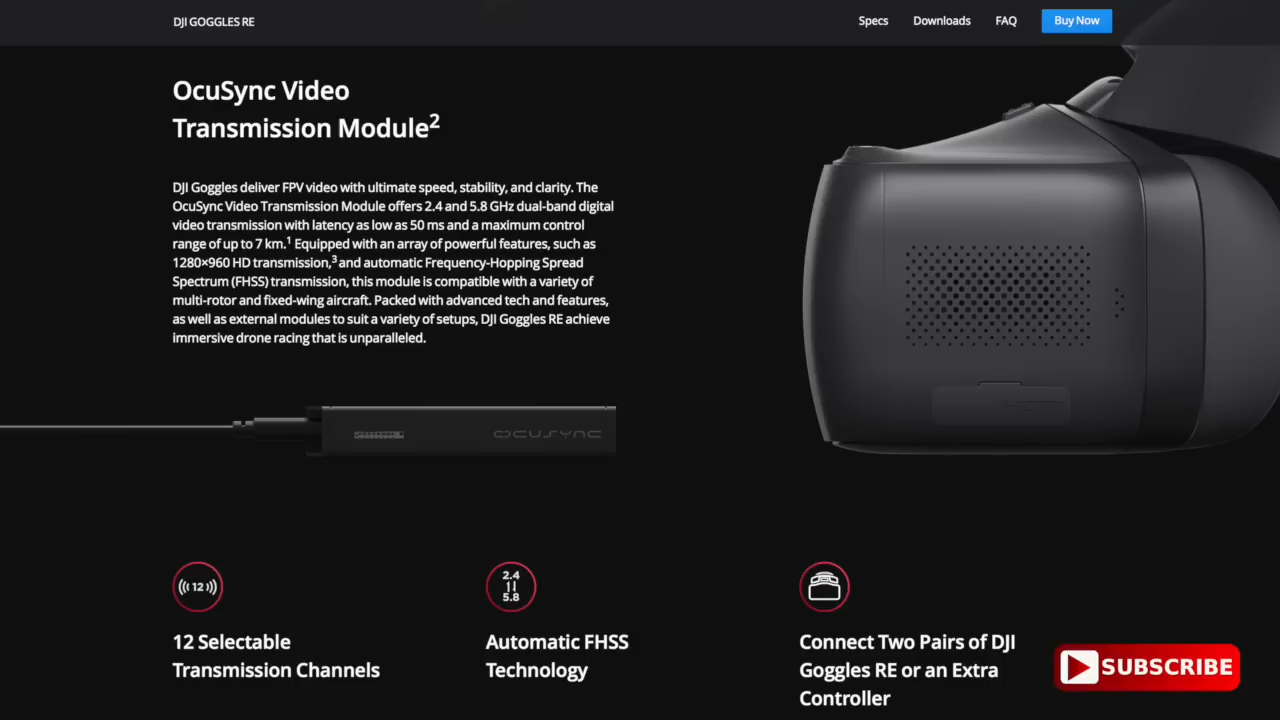 DJI GOGGLES RE
Specs
Downloads
FAQ
Buy Now
OcuSync Video
Transmission Module2
DJI Goggles deliver FPV video with ultimate speed, stability, and clarity. The
OcuSync Video Transmission Module offers 2.4 and 5.8 GHz dual-band digital
video transmission with latency as low as 50 ms and a maximum control
range of up to 7 km.1 Equipped with an array of powerful features, such as
1280×960 HD transmission,3 and automatic Frequency-Hopping Spread
Spectrum (FHSS) transmission, this module is compatible with a variety of
multi-rotor and fixed-wing aircraft. Packed with advanced tech and features,
as well as external modules to suit a variety of setups, DJI Goggles RE achieve
immersive drone racing that is unparalleled.
OCUSYNC
12
2.4
5.8
12 Selectable
Transmission Channels
Automatic FHSS
Technology
Connect Two Pairs of DJI
Goggles RE or an Extra
Controller
SUBSCRIBE